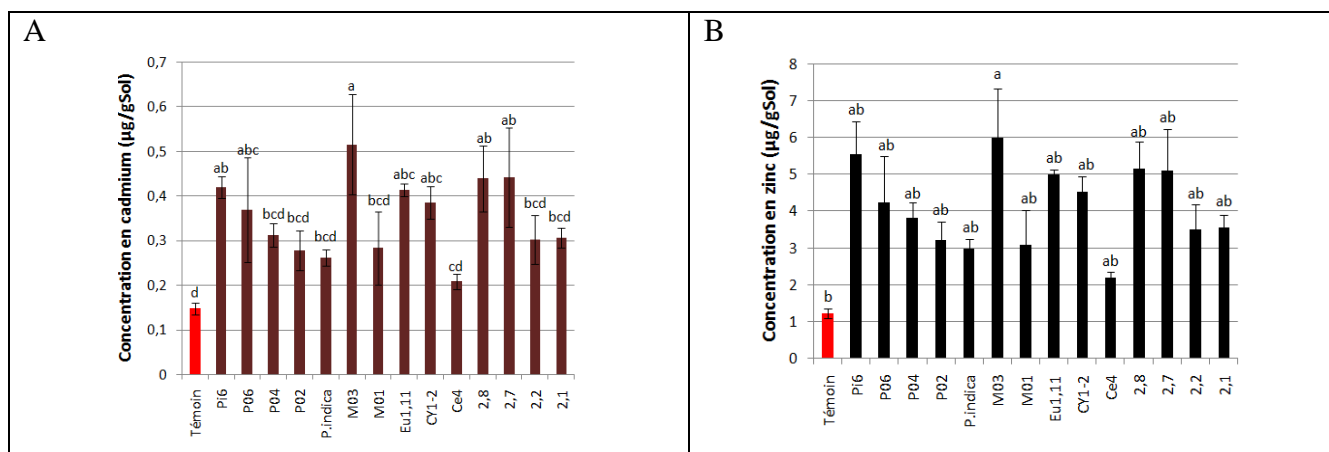 A
Concentration en cadmium (µg/gSol)
0,7
0,6
0,5
0,4
0,3
0,2
0,1
0
d
ab
abc
bcd
bcd
bcd
a
bcd
abc
abc
cd
ab
ab
bcd
bcd
Témoin
Pi6
P06
P04
P02
P.indica
M03
M01
Eu1,11
CY1-2
Ce4
2,8
2,7
2,2
2,1
B
Concentration en zinc (µg/gSol)
8
7
6
5
4
3
2
1
0
b
ab
ab
ab
ab
ab
a
ab
ab
ab
ab
ab
ab
ab
ab
Témoin
Pi6
P06
P04
P02
P.indica
M03
M01
Eu1,11
CY1-2
Ce4
2,8
2,7
2,2
2,1